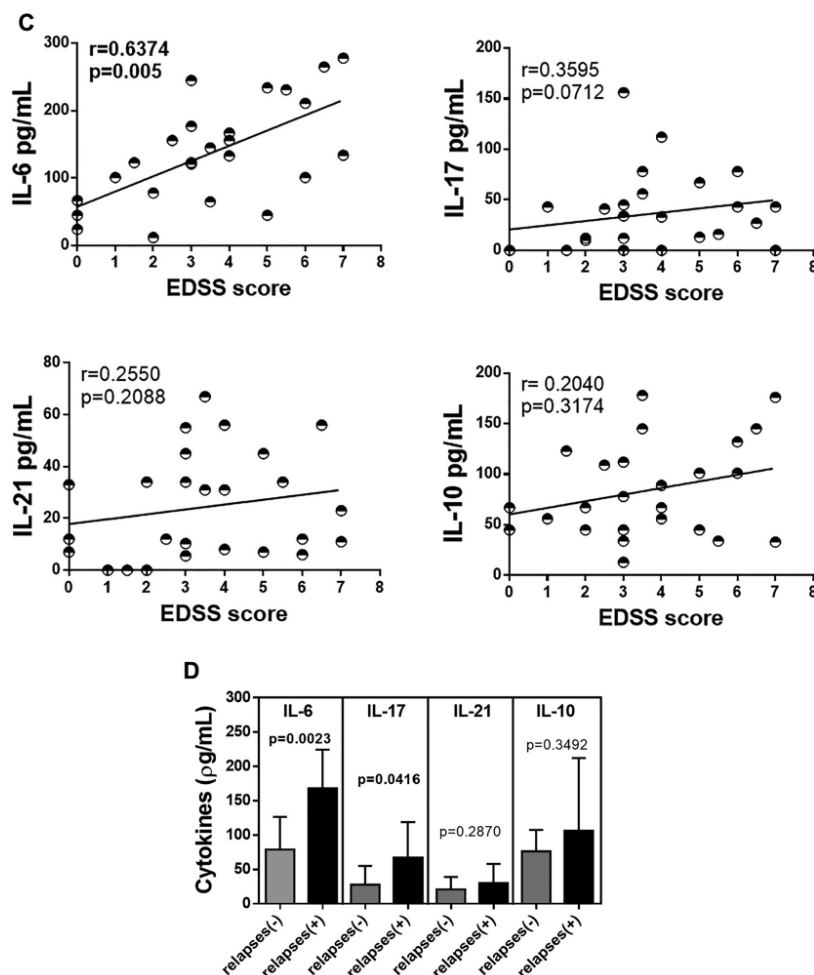 C
r=0.6374
p=0.005
IL-6 pg/mL
300
200
100
0
0 1 2 3 4 5 6 7 8
EDSS score
r=0.3595
p=0.0712
IL-17 pg/mL
200
150
100
50
0
0 1 2 3 4 5 6 7 8
EDSS score
r=0.2550
p=0.2088
IL-21 pg/mL
80
60
40
20
0
0 1 2 3 4 5 6 7 8
EDSS score
r= 0.2040
p=0.3174
IL-10 pg/mL
200
150
100
50
0
0 1 2 3 4 5 6 7 8
EDSS score
D
Cytokines (ρg/mL)
300
250
200
150
100
50
0
IL-6 IL-17 IL-21 IL-10
p=0.0023
p=0.0416
p=0.2870
p=0.3492
relapses(-) relapses(+) relapses(-) relapses(+) relapses(-) relapses(+) relapses(-) relapses(+)